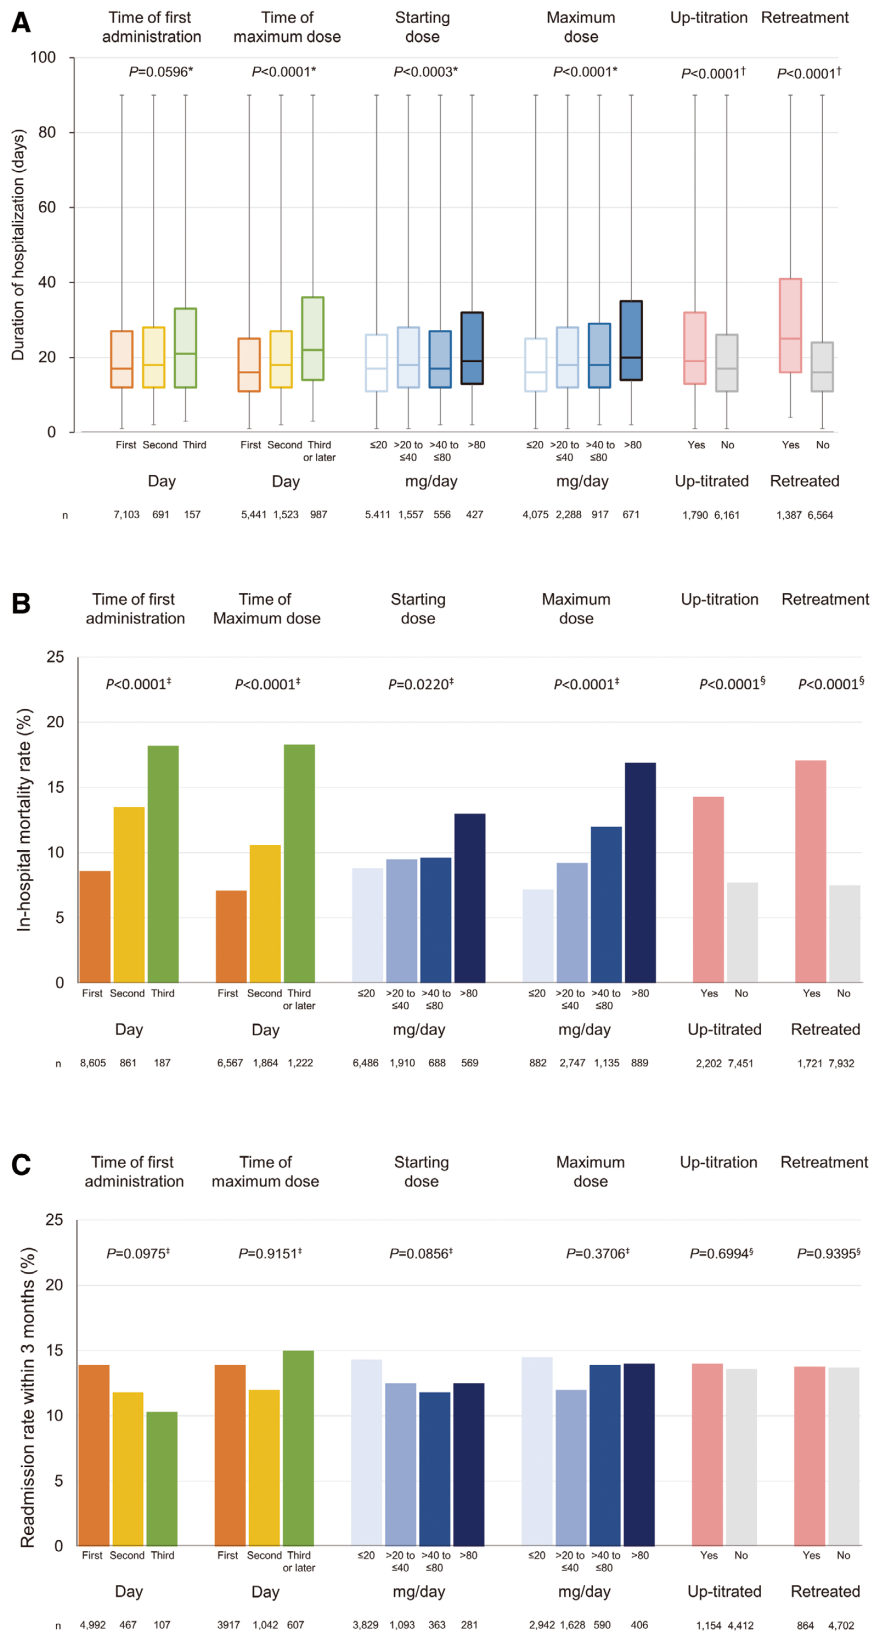 A
Time of first administration
Time of maximum dose
Starting dose
Maximum dose
Up-titration
Retreatment
P=0.0596*
P<0.0001*
P<0.0003*
P<0.0001*
P<0.0001†
P<0.0001†
Duration of hospitalization (days)
100
80
60
40
20
0
First Second Third
First Second Third or later
≤20 >20 to ≤40 >40 to ≤80 >80
≤20 >20 to ≤40 >40 to ≤80 >80
Yes No
Yes No
Day
Day
mg/day
mg/day
Up-titrated
Retreated
n 7,103 691 157 5,441 1,523 987 5.411 1,557 556 427 4,075 2,288 917 671 1,790 6,161 1,387 6,564
B
Time of first administration
Time of Maximum dose
Starting dose
Maximum dose
Up-titration
Retreatment
P<0.0001‡
P<0.0001‡
P=0.0220‡
P<0.0001‡
P<0.0001§
P<0.0001§
In-hospital mortality rate (%)
25
20
15
10
5
0
First Second Third
First Second Third or later
≤20 >20 to ≤40 >40 to ≤80 >80
≤20 >20 to ≤40 >40 to ≤80 >80
Yes No
Yes No
Day
Day
mg/day
mg/day
Up-titrated
Retreated
n 8,605 861 187 6,567 1,864 1,222 6,486 1,910 688 569 882 2,747 1,135 889 2,202 7,451 1,721 7,932
C
Time of first administration
Time of maximum dose
Starting dose
Maximum dose
Up-titration
Retreatment
P=0.0975‡
P=0.9151‡
P=0.0856‡
P=0.3706‡
P=0.6994§
P=0.9395§
Readmission rate within 3 months (%)
25
20
15
10
5
0
First Second Third
First Second Third or later
≤20 >20 to ≤40 >40 to ≤80 >80
≤20 >20 to ≤40 >40 to ≤80 >80
Yes No
Yes No
Day
Day
mg/day
mg/day
Up-titrated
Retreated
n 4,992 467 107 3917 1,042 607 3,829 1,093 363 281 2,942 1,628 590 406 1,154 4,412 864 4,702